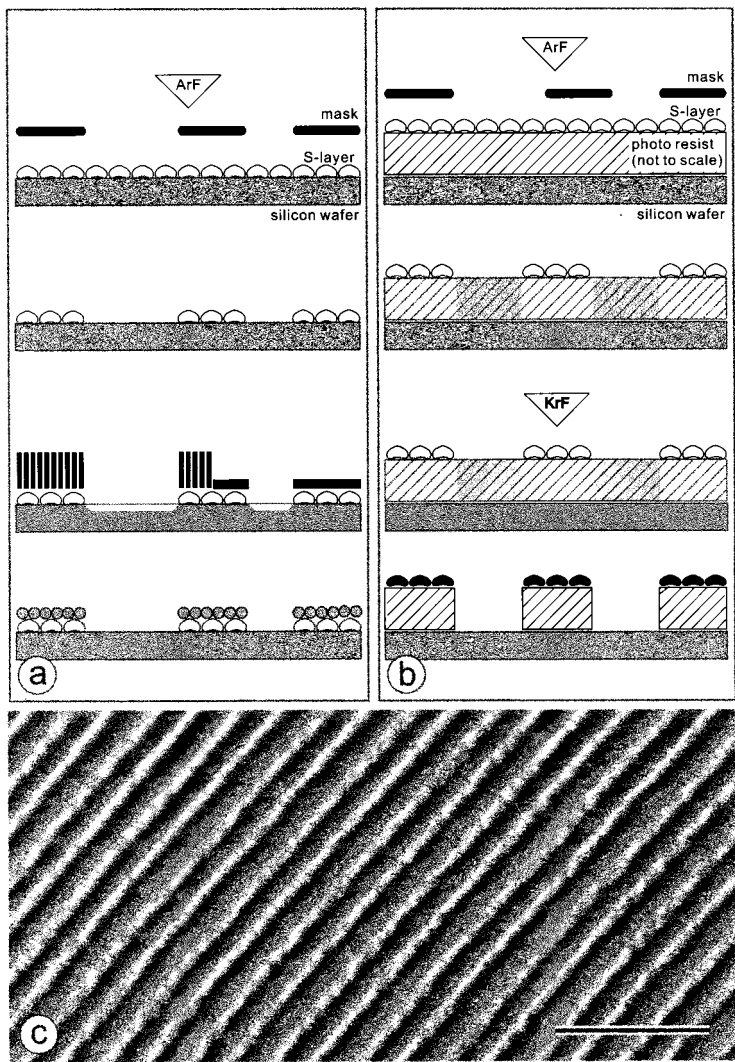 ArF
mask
S-layer
silicon wafer
a
ArF
mask
S-layer
photo resist
(not to scale)
silicon wafer
KrF
b
c